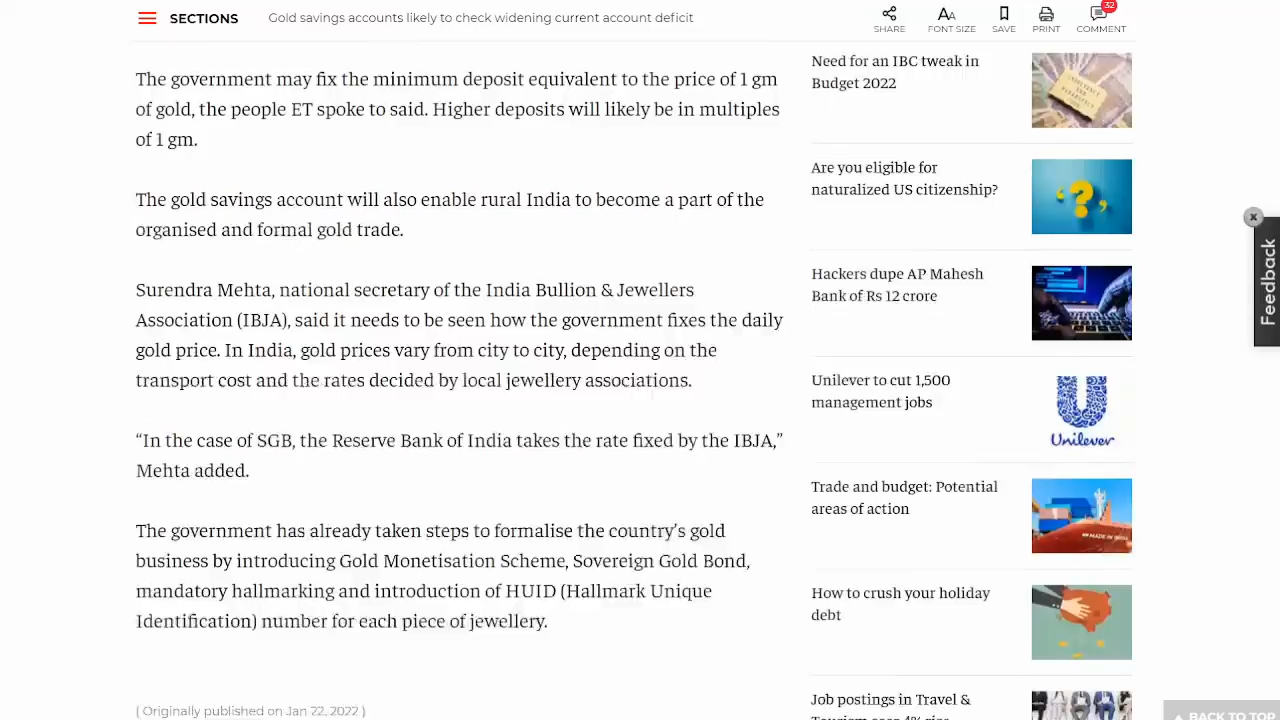 SECTIONS
Gold savings accounts likely to check widening current account deficit
SHARE
AA
FONT SIZE
SAVE
PRINT
32
COMMENT
The government may fix the minimum deposit equivalent to the price of 1 gm
of gold, the people ET spoke to said. Higher deposits will likely be in multiples
of 1 gm.
The gold savings account will also enable rural India to become a part of the
organised and formal gold trade.
Surendra Mehta, national secretary of the India Bullion & Jewellers
Association (IBJA), said it needs to be seen how the government fixes the daily
gold price. In India, gold prices vary from city to city, depending on the
transport cost and the rates decided by local jewellery associations.
“In the case of SGB, the Reserve Bank of India takes the rate fixed by the IBJA,”
Mehta added.
The government has already taken steps to formalise the country’s gold
business by introducing Gold Monetisation Scheme, Sovereign Gold Bond,
mandatory hallmarking and introduction of HUID (Hallmark Unique
Identification) number for each piece of jewellery.
( Originally published on Jan 22, 2022 )
Need for an IBC tweak in
Budget 2022
Are you eligible for
naturalized US citizenship?
Hackers dupe AP Mahesh
Bank of Rs 12 crore
Unilever to cut 1,500
management jobs
Unilever
Trade and budget: Potential
areas of action
MADE IN INDIA
How to crush your holiday
debt
Job postings in Travel &
Feedback
BACK TO TOP